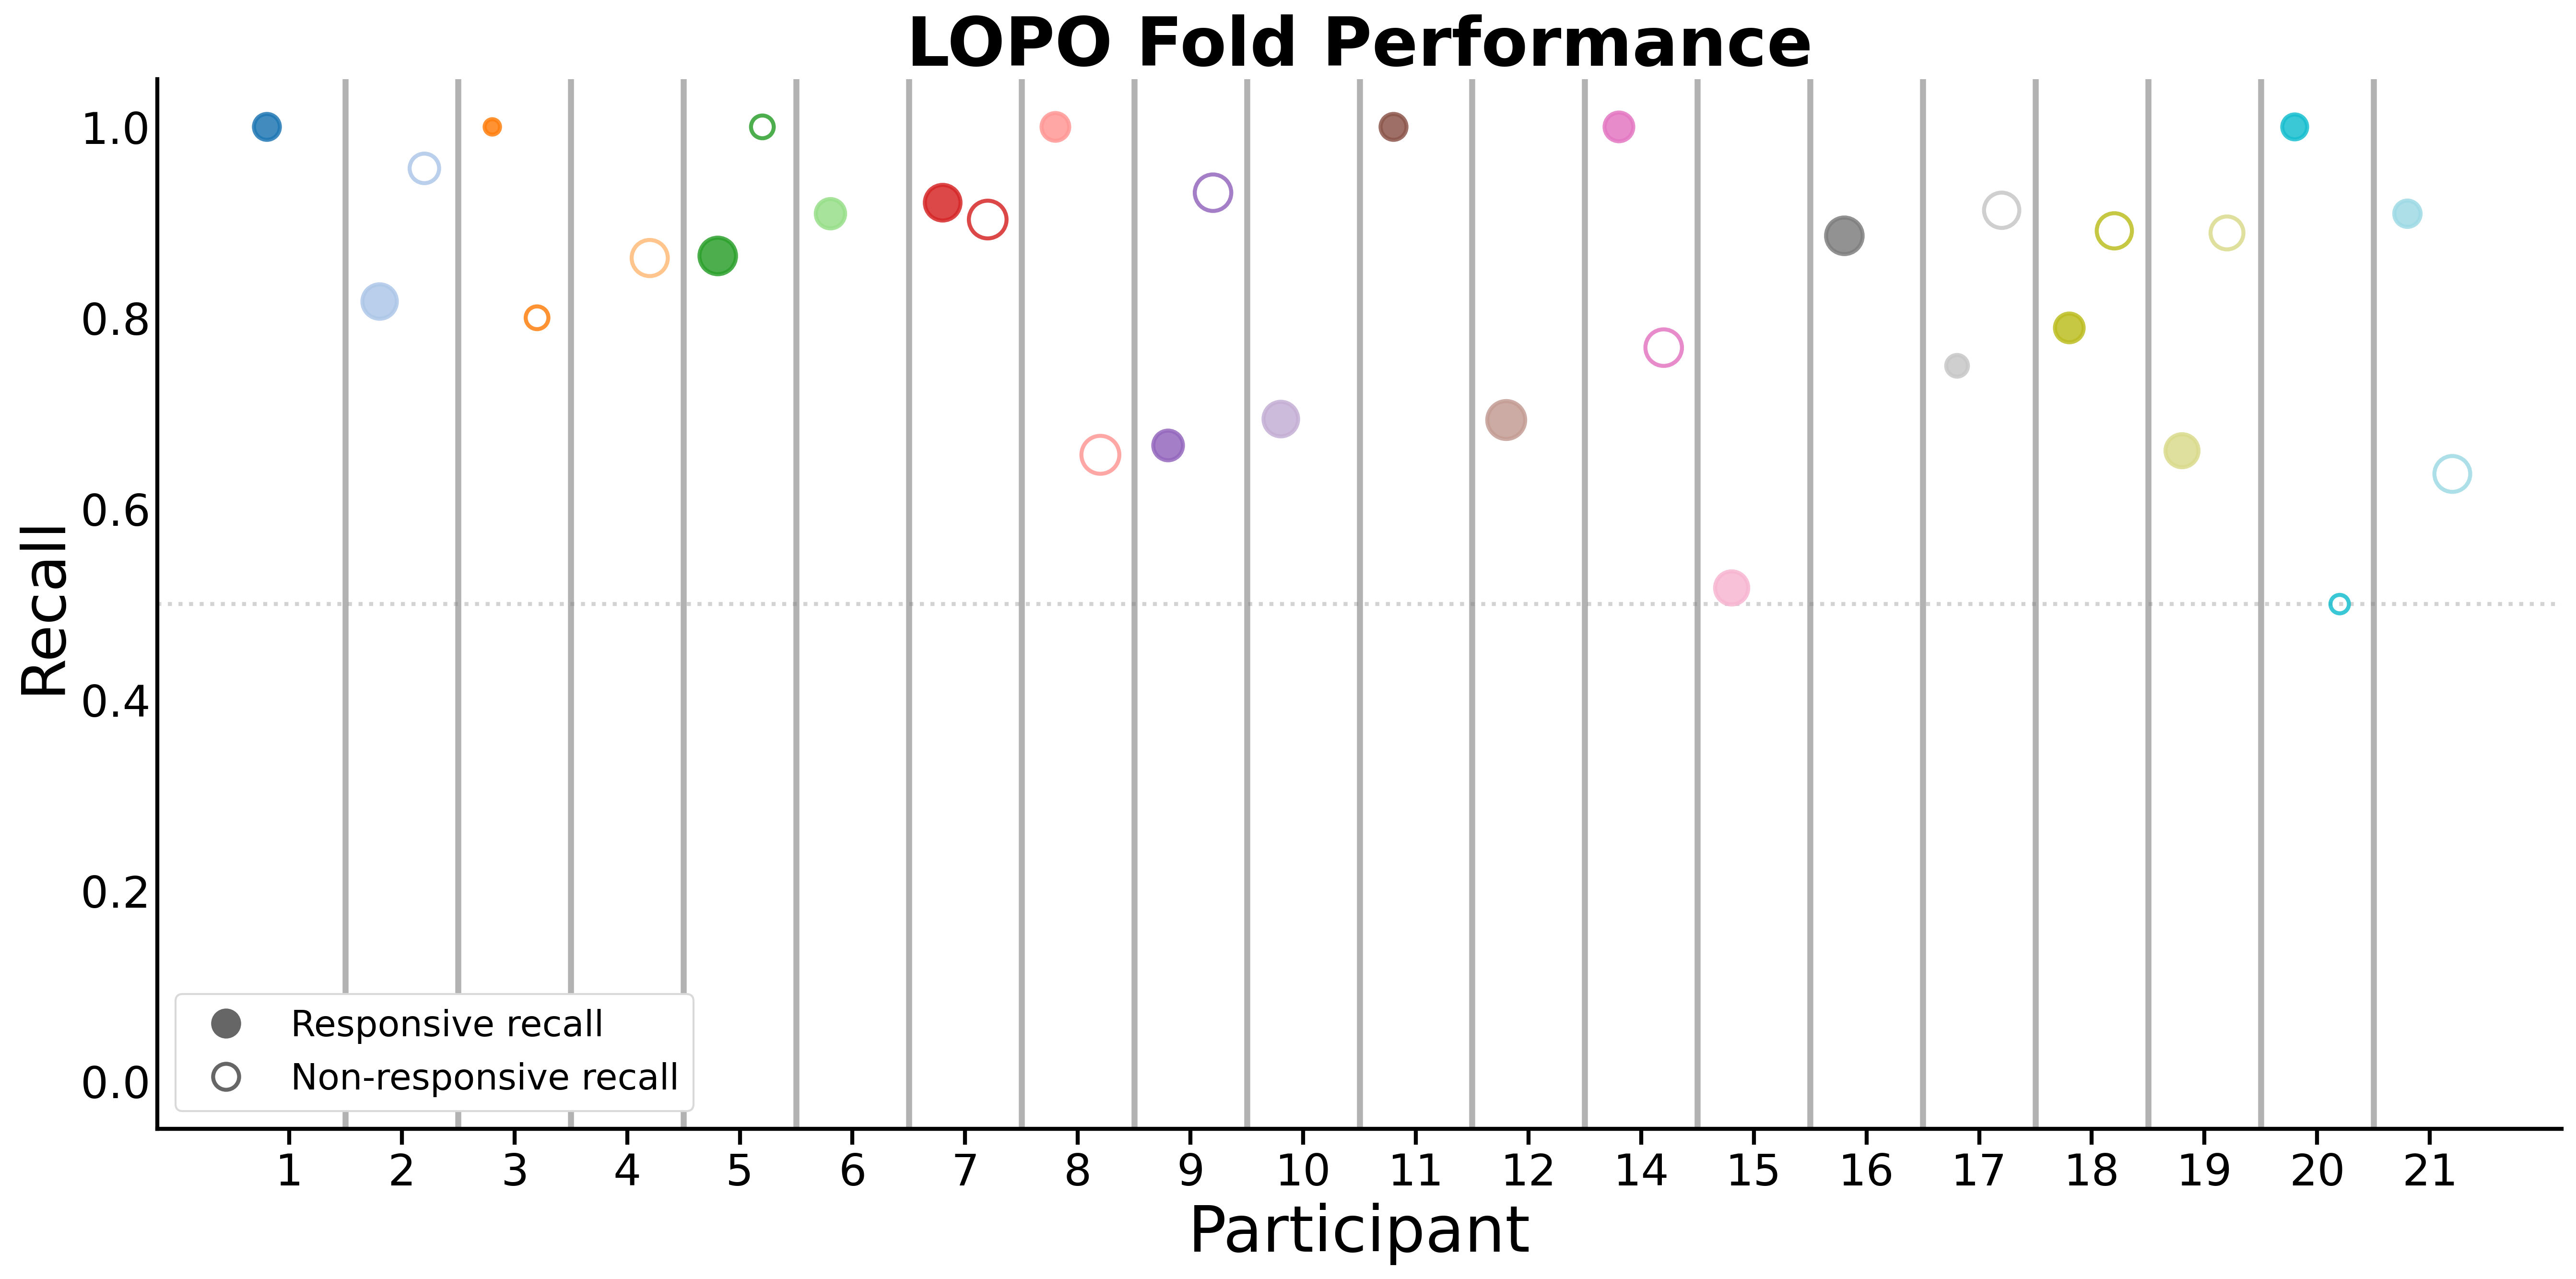 LOPO Fold Performance
1.0
0.8
0.6
0.4
0.2
0.0
Recall
Responsive recall
Non-responsive recall
1 2 3 4 5 6 7 8 9 10 11 12 14 15 16 17 18 19 20 21
Participant